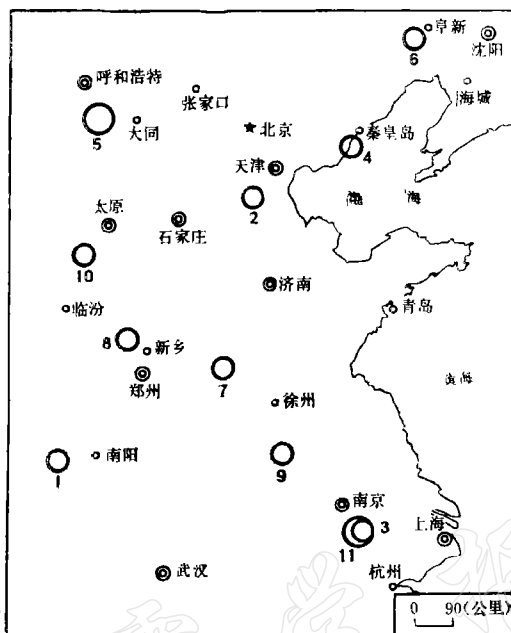 阜新
沈阳
6
呼和浩特
张家口
海城
5
大同
北京
秦皇岛
4
天津
2
渤 海
太原
石家庄
10
济南
临汾
青岛
8
新乡
郑州
7
黄海
徐州
1
南阳
9
南京
上海
3
11
武汉
杭州
0 90(公里)